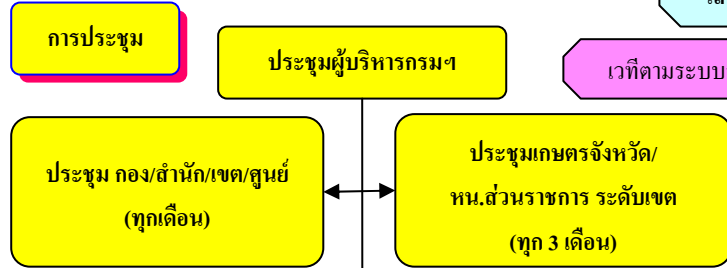 การประชุม
ประชุมผู้บริหารกรมฯ
เวทีตามระบบ
ประชุม กอง/สำนัก/เขต/ศูนย์
(ทุกเดือน)
ประชุมเกษตรจังหวัด/
หน.ส่วนราชการ ระดับเขต
(ทุก 3 เดือน)